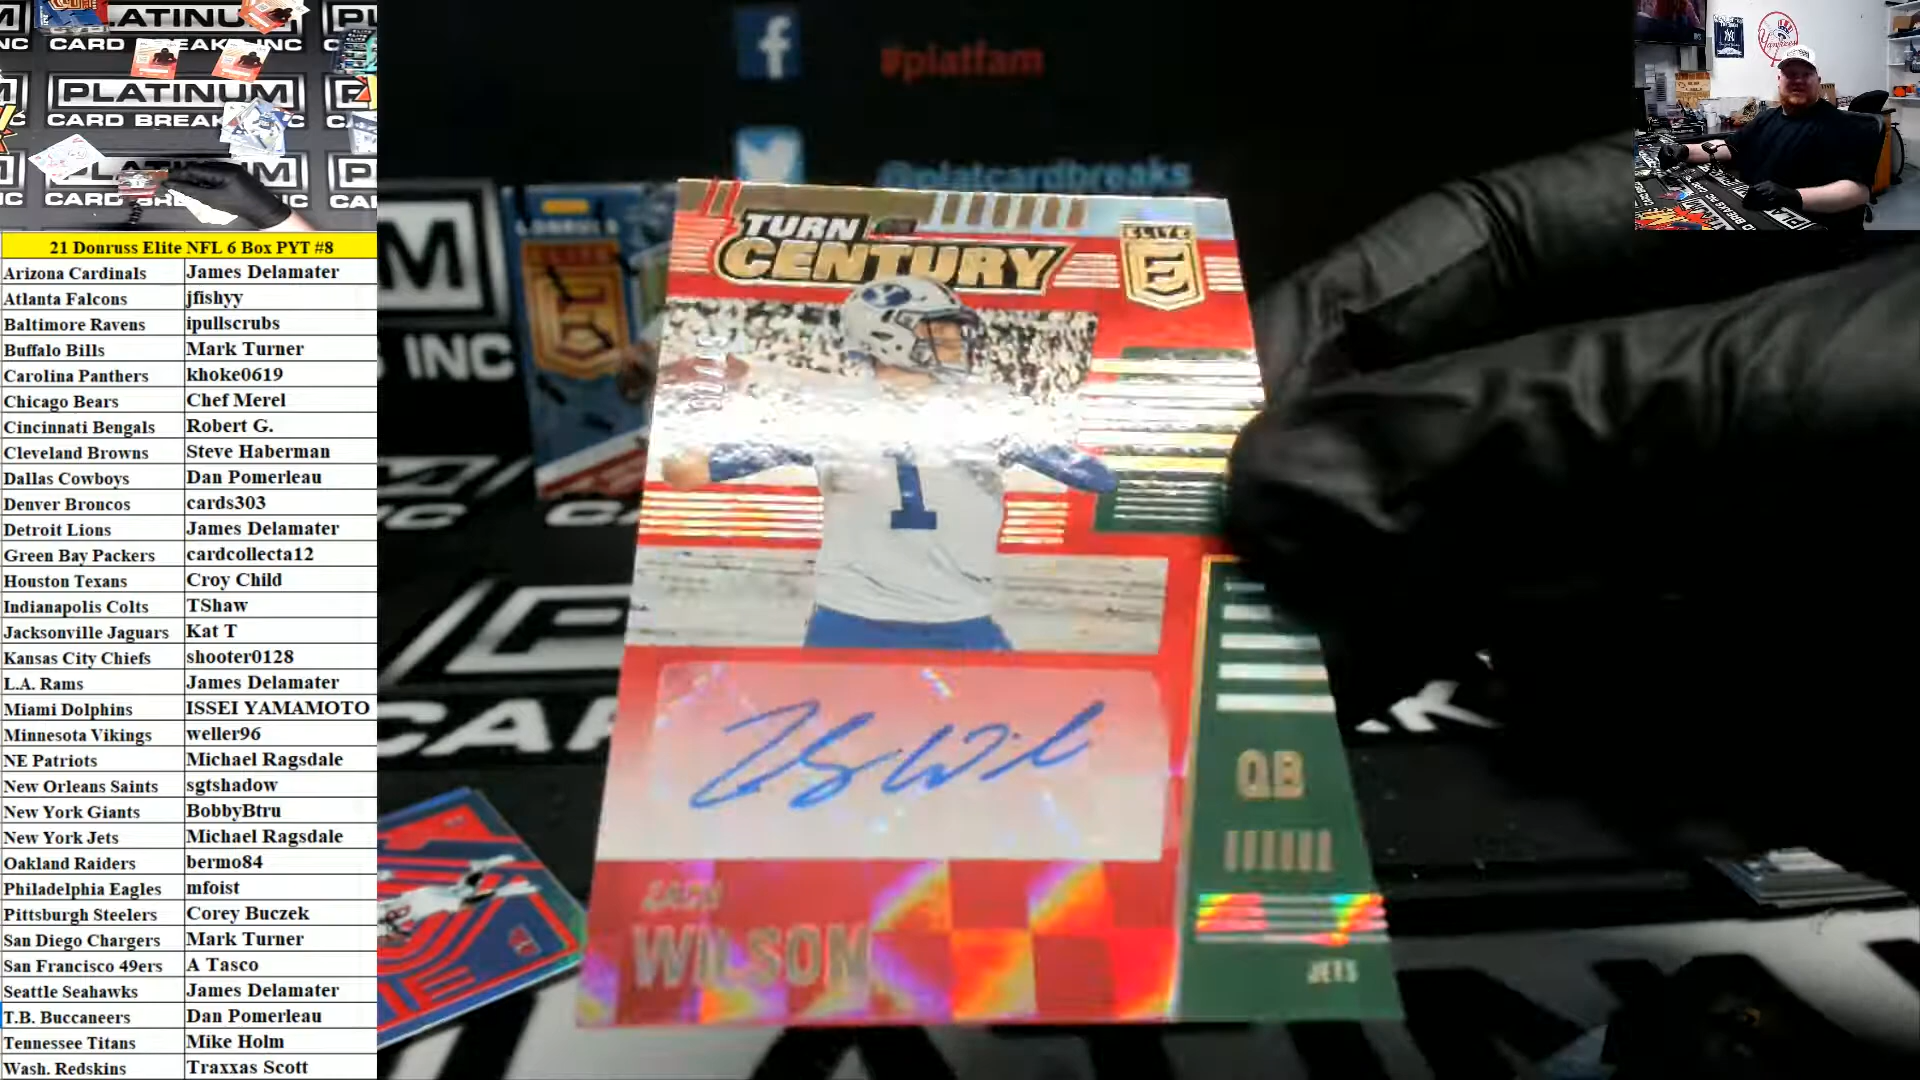 PLATINUM
CARD BREAKS INC
PLATINUM
CARD BREA
21 Donruss Elite NFL 6 Box PYT #8
Arizona Cardinals James Delamater
Atlanta Falcons jfishyy
Baltimore Ravens ipullscrubs
Buffalo Bills Mark Turner
Carolina Panthers khoke0619
Chicago Bears Chef Merel
Cincinnati Bengals Robert G.
Cleveland Browns Steve Haberman
Dallas Cowboys Dan Pomerleau
Denver Broncos cards303
Detroit Lions James Delamater
Green Bay Packers cardcollecta12
Houston Texans Croy Child
Indianapolis Colts TShaw
Jacksonville Jaguars Kat T
Kansas City Chiefs shooter0128
L.A. Rams James Delamater
Miami Dolphins ISSEI YAMAMOTO
Minnesota Vikings weller96
NE Patriots Michael Ragsdale
New Orleans Saints sgtshadow
New York Giants BobbyBtru
New York Jets Michael Ragsdale
Oakland Raiders bermo84
Philadelphia Eagles mfoist
Pittsburgh Steelers Corey Buczek
San Diego Chargers Mark Turner
San Francisco 49ers A Tasco
Seattle Seahawks James Delamater
T.B. Buccaneers Dan Pomerleau
Tennessee Titans Mike Holm
Wash. Redskins Traxxas Scott
#platfam
@platcardbreaks
TURN
CENTURY
ELITE
1
QB
ZACH
WILSON
JETS
INC
Yankees